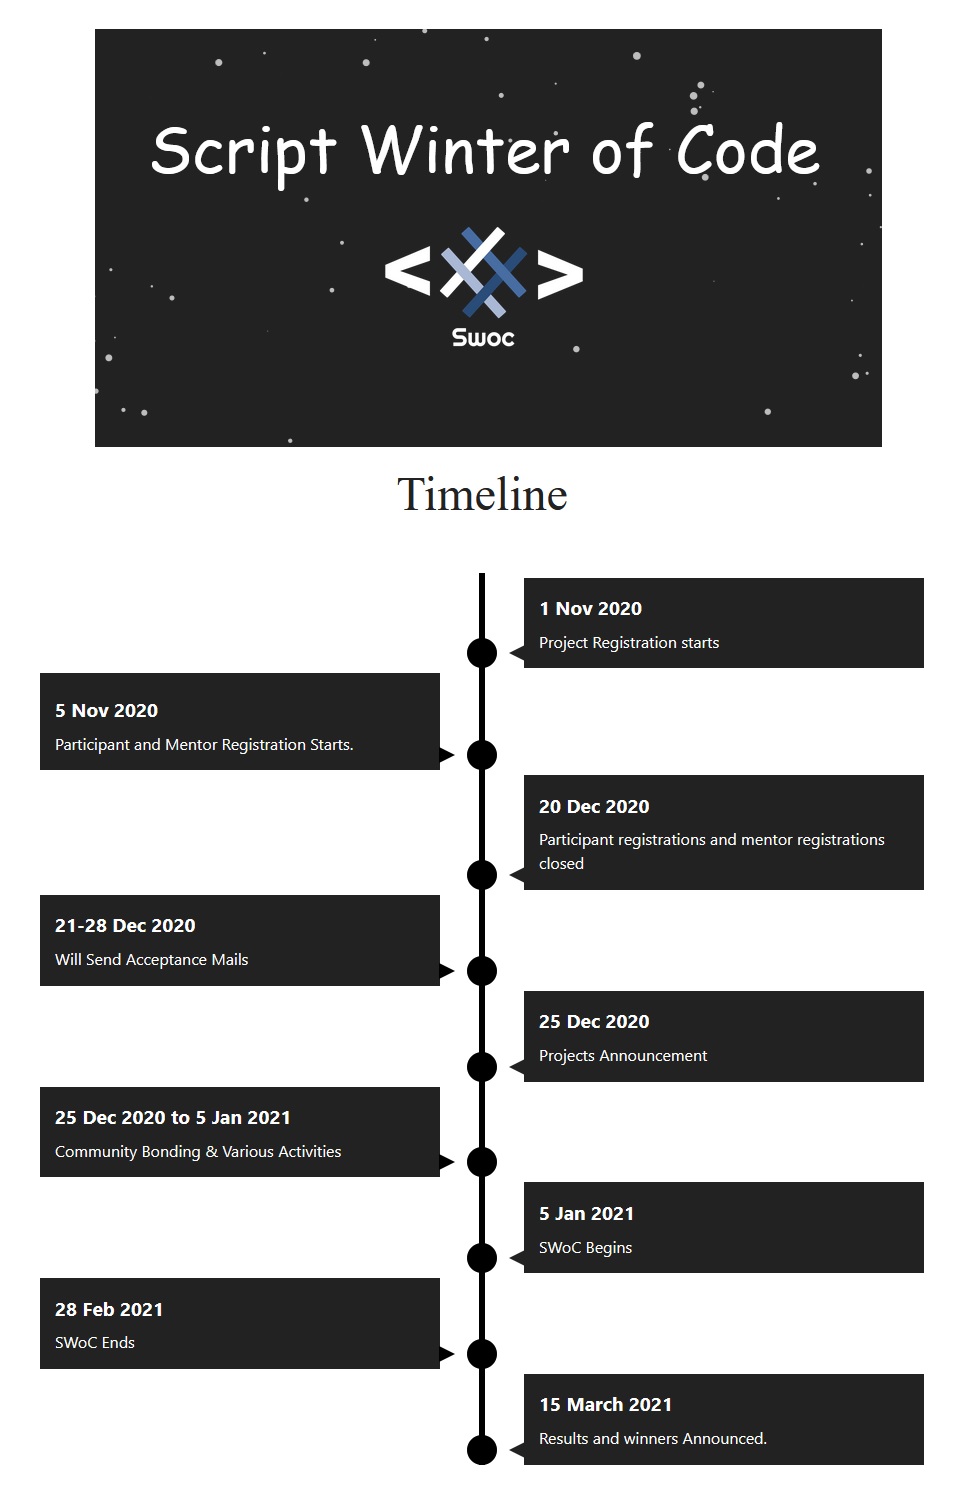 Script Winter of Code
< >
Swoc
Timeline
1 Nov 2020
Project Registration starts
5 Nov 2020
Participant and Mentor Registration Starts.
20 Dec 2020
Participant registrations and mentor registrations
closed
21-28 Dec 2020
Will Send Acceptance Mails
25 Dec 2020
Projects Announcement
25 Dec 2020 to 5 Jan 2021
Community Bonding & Various Activities
5 Jan 2021
SWoC Begins
28 Feb 2021
SWoC Ends
15 March 2021
Results and winners Announced.